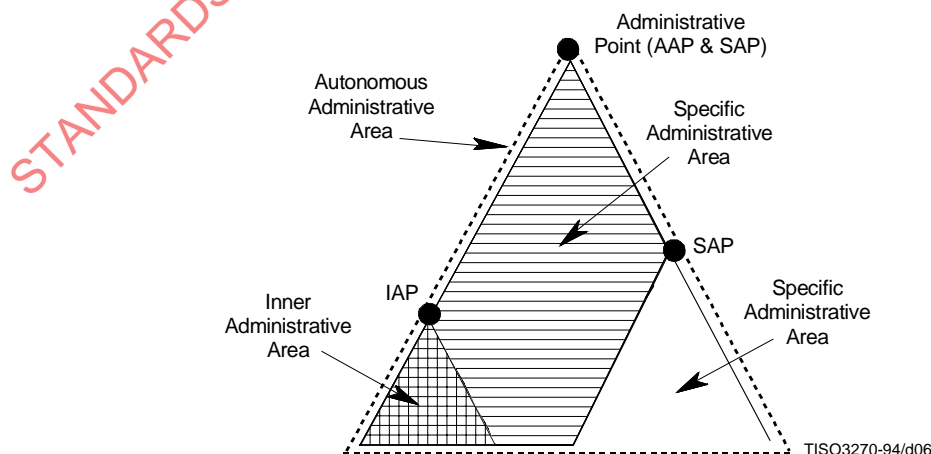 STANDARDS
Administrative
Point (AAP & SAP)
Autonomous
Administrative
Area
Specific
Administrative
Area
SAP
IAP
Inner
Administrative
Area
Specific
Administrative
Area
TISO3270-94/d06